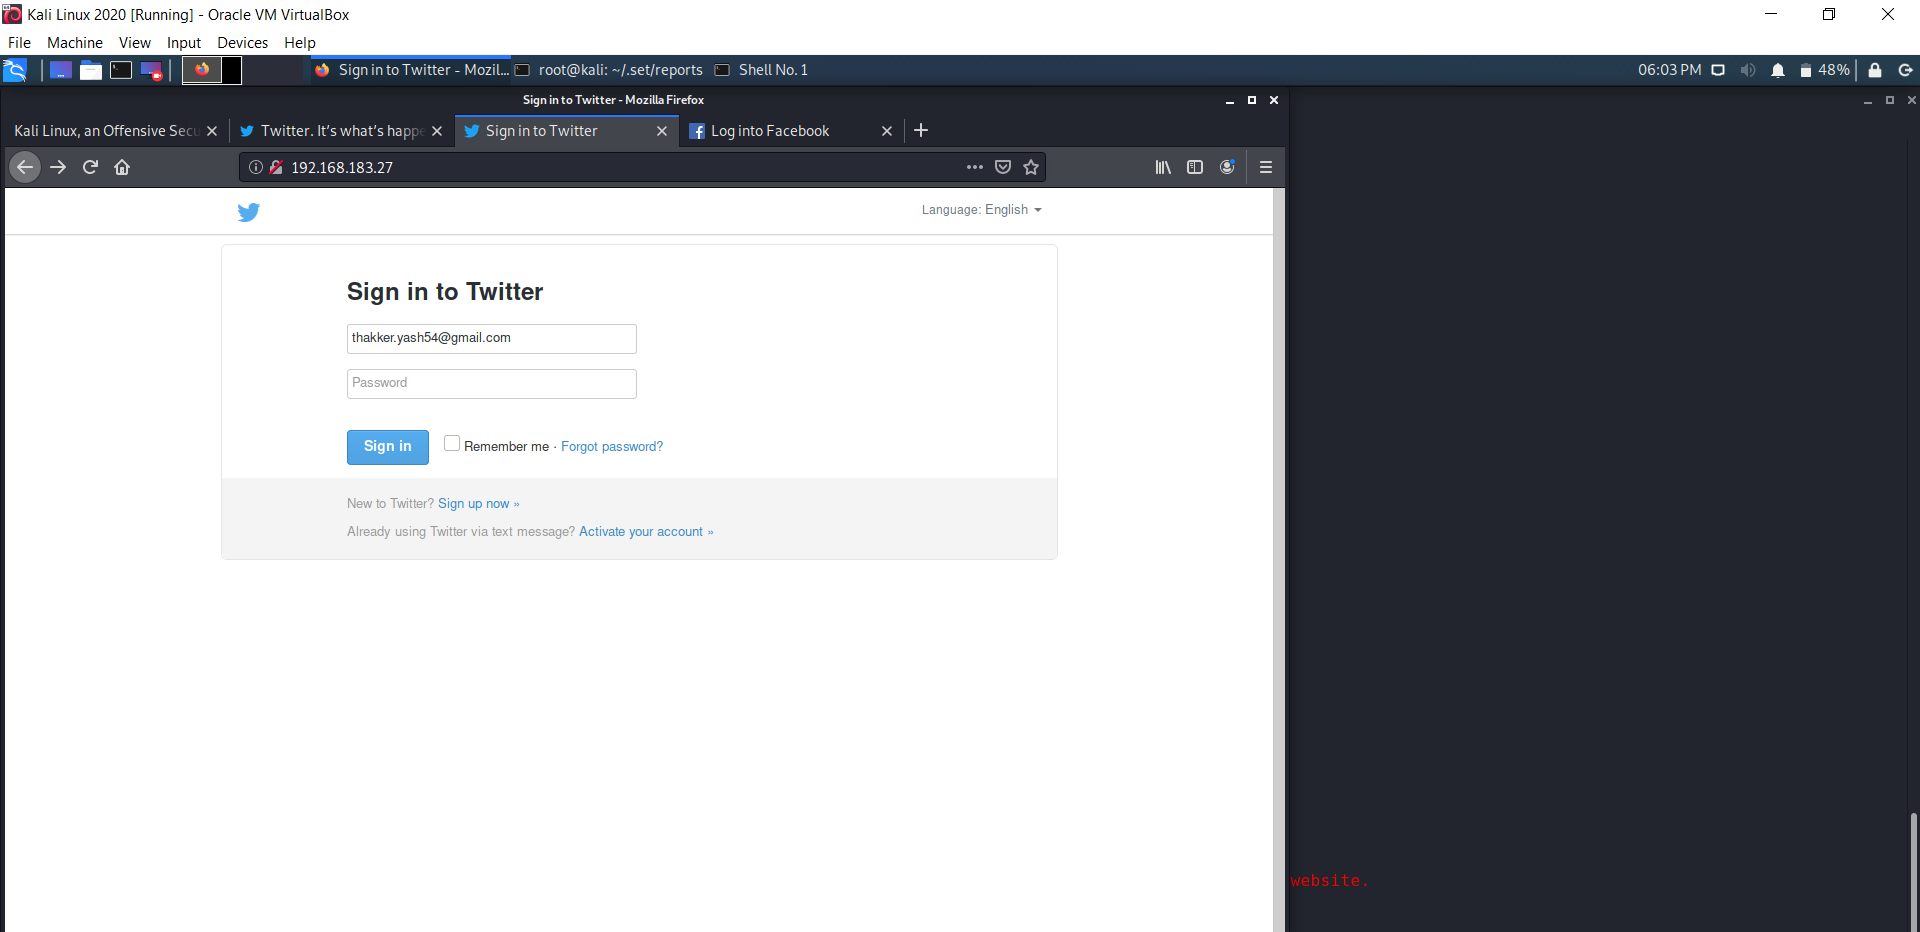 Kali Linux 2020 [Running] - Oracle VM VirtualBox
File Machine View Input Devices Help
Sign in to Twitter - Mozil... root@kali: ~/.set/reports Shell No. 1 06:03 PM 48%
Sign in to Twitter - Mozilla Firefox
Kali Linux, an Offensive Secu Twitter. It's what's happe Sign in to Twitter Log into Facebook
192.168.183.27
Language: English
Sign in to Twitter
thakker.yash54@gmail.com
Password
Sign in Remember me · Forgot password?
New to Twitter? Sign up now »
Already using Twitter via text message? Activate your account »
website.